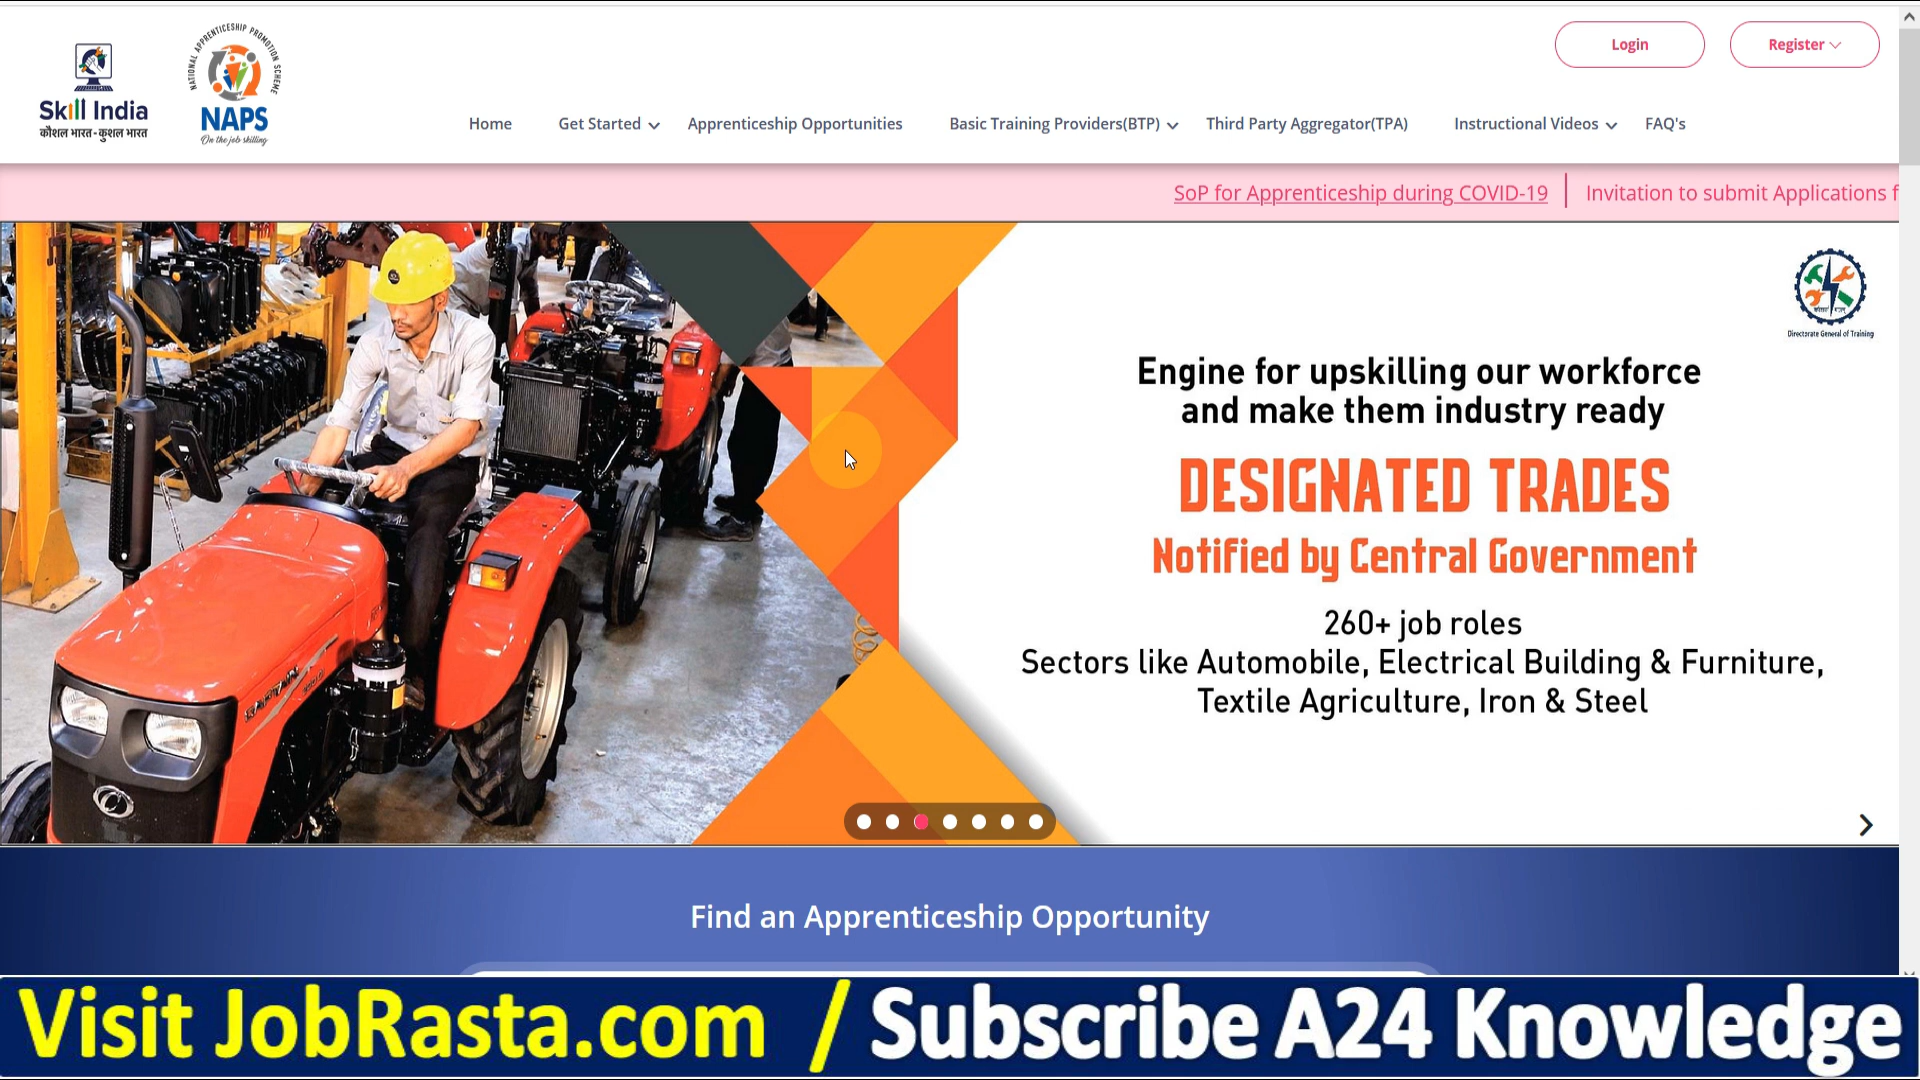 Login
Register
NATIONAL APPRENTICESHIP PROMOTION SCHEME
Skill India
कौशल भारत - कुशल भारत
NAPS
On the job skilling
Home
Get Started
Apprenticeship Opportunities
Basic Training Providers(BTP)
Third Party Aggregator(TPA)
Instructional Videos
FAQ's
SoP for Apprenticeship during COVID-19
Invitation to submit Applications f
Directorate General of Training
Engine for upskilling our workforce
and make them industry ready
DESIGNATED TRADES
Notified by Central Government
260+ job roles
Sectors like Automobile, Electrical Building & Furniture,
Textile Agriculture, Iron & Steel
Find an Apprenticeship Opportunity
Visit JobRasta.com / Subscribe A24 Knowledge